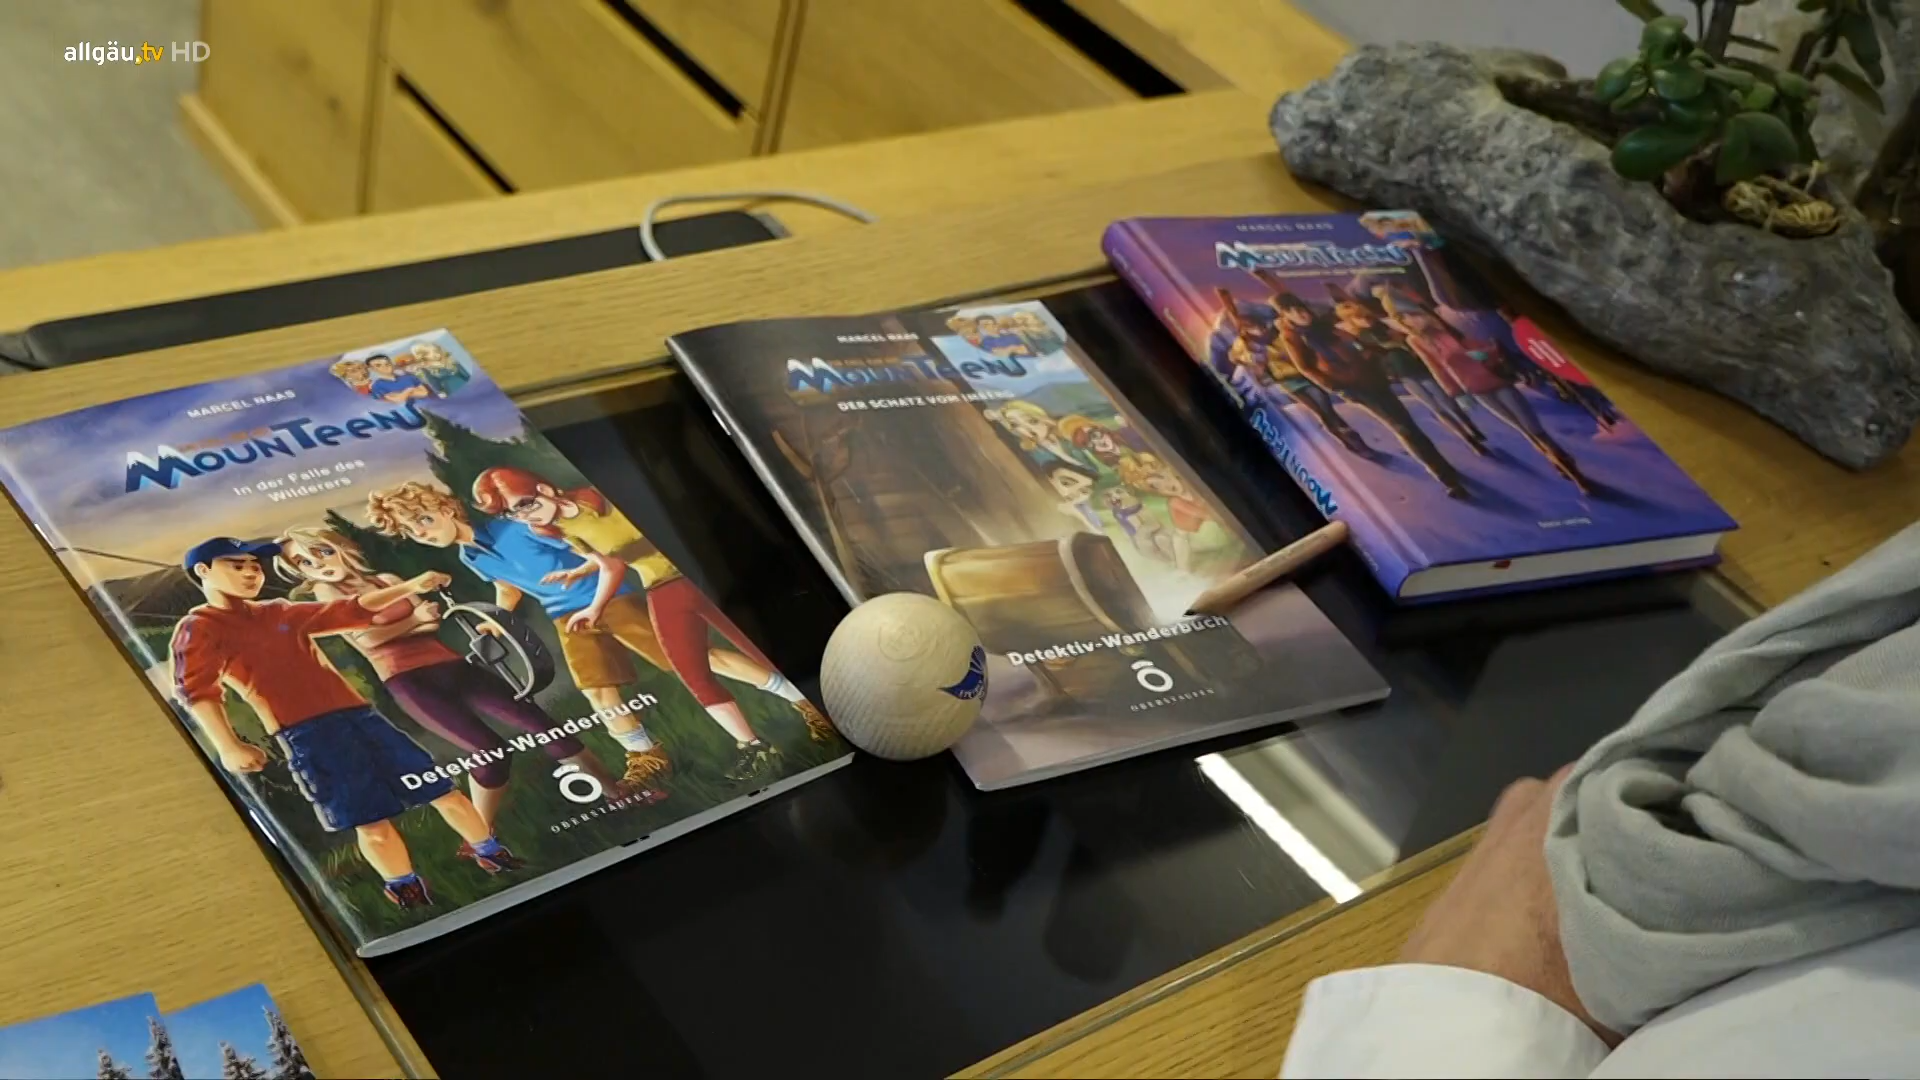 allgäu.tv HD
MARCEL NAAS
MOUNTEENS
In der Falle des
Wilderers
Detektiv-Wanderbuch
OBERSTAUFEN
MARCEL NAAS
MOUNTEENS
DER SCHATZ VOM IMBERG
Detektiv-Wanderbuch
OBERSTAUFEN
MARCEL NAAS
MOUNTEENS
MOUNTEENS